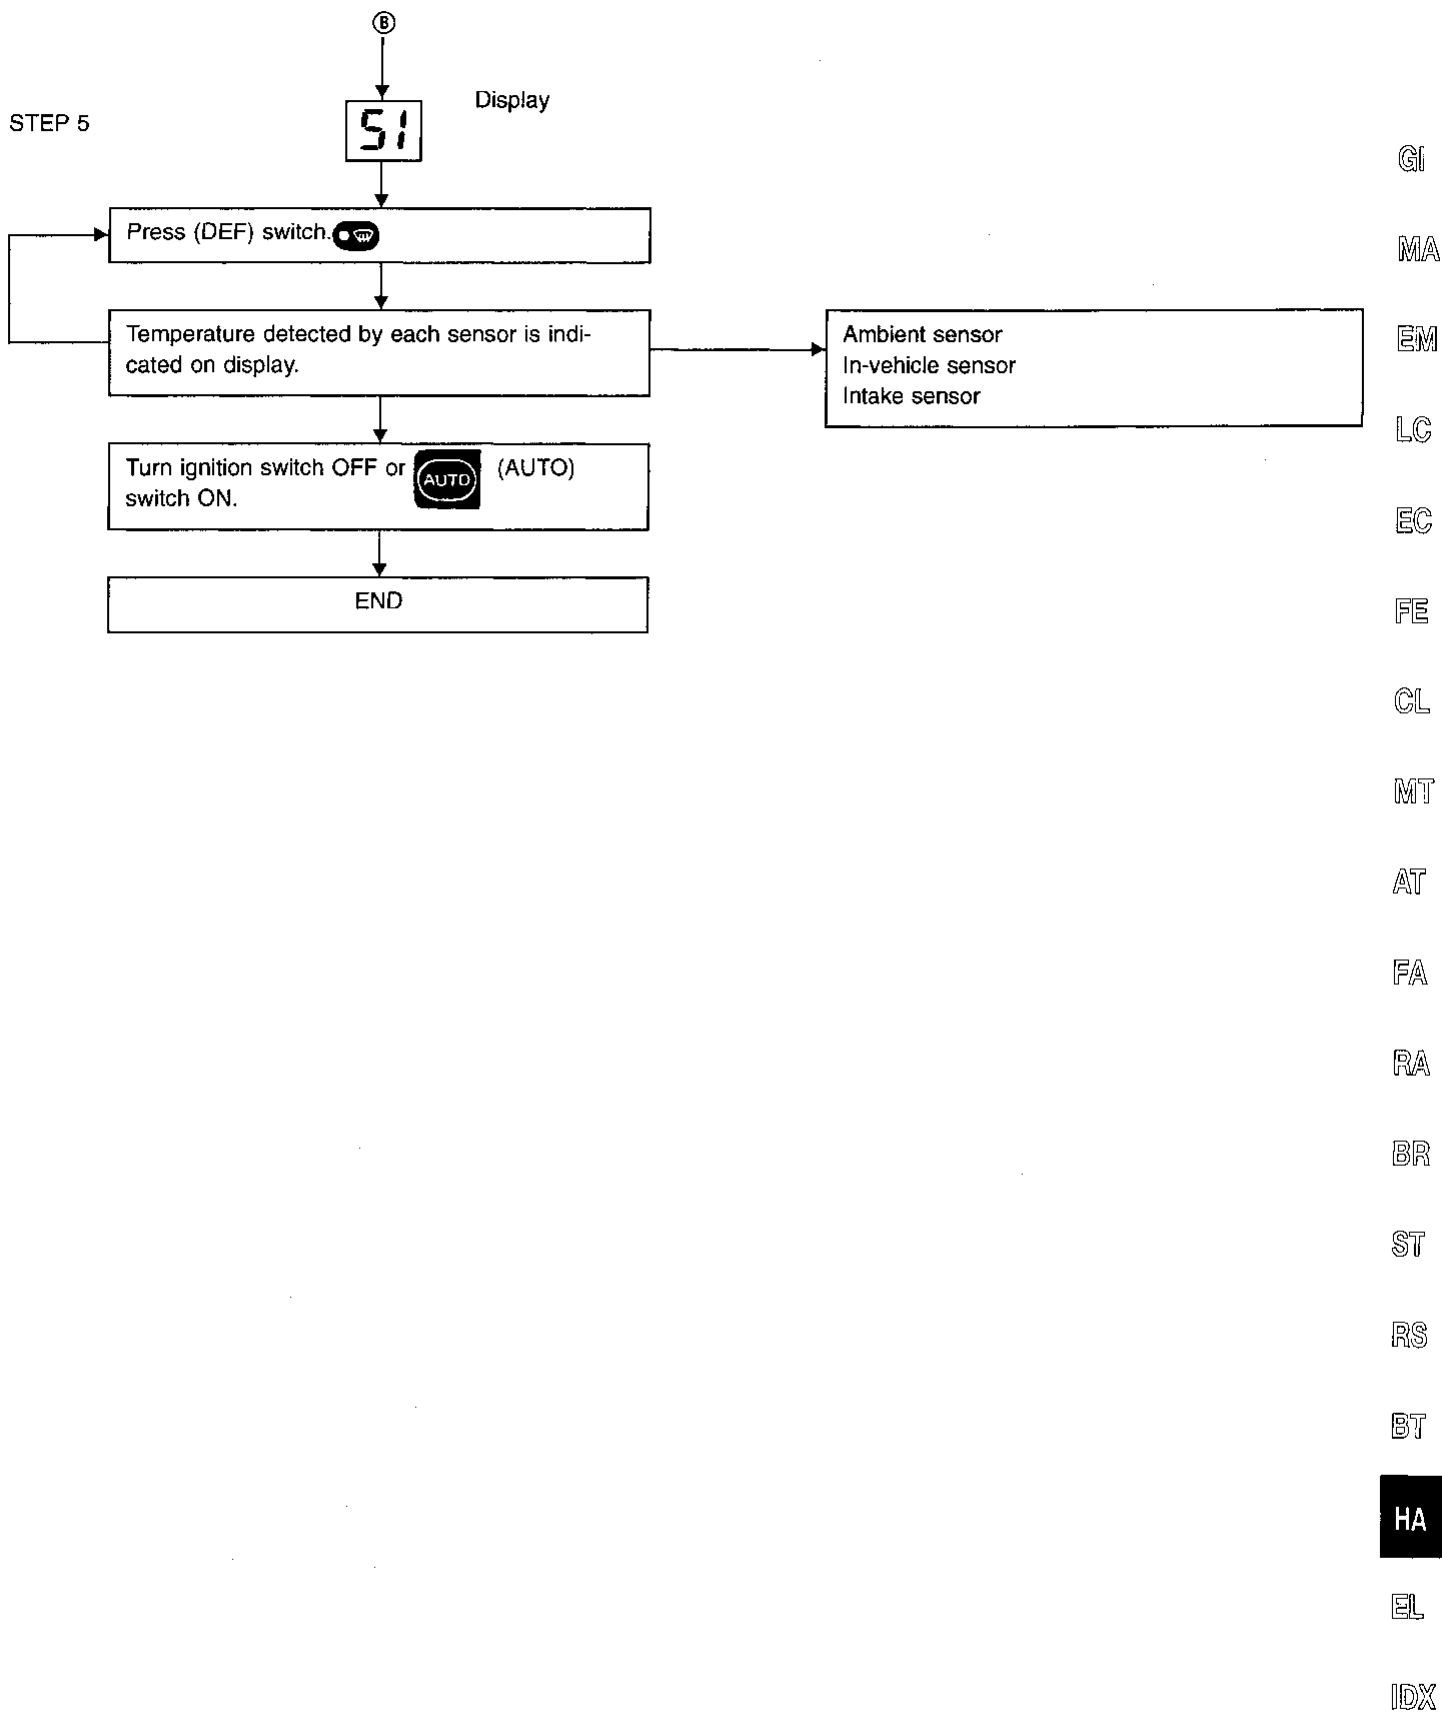 B
Display
STEP 5
51
Press (DEF) switch.
Temperature detected by each sensor is indi-
cated on display.
Ambient sensor
In-vehicle sensor
Intake sensor
Turn ignition switch OFF or AUTO (AUTO)
switch ON.
END
GI
MA
EM
LC
EC
FE
CL
MT
AT
FA
RA
BR
ST
RS
BT
HA
EL
IDX